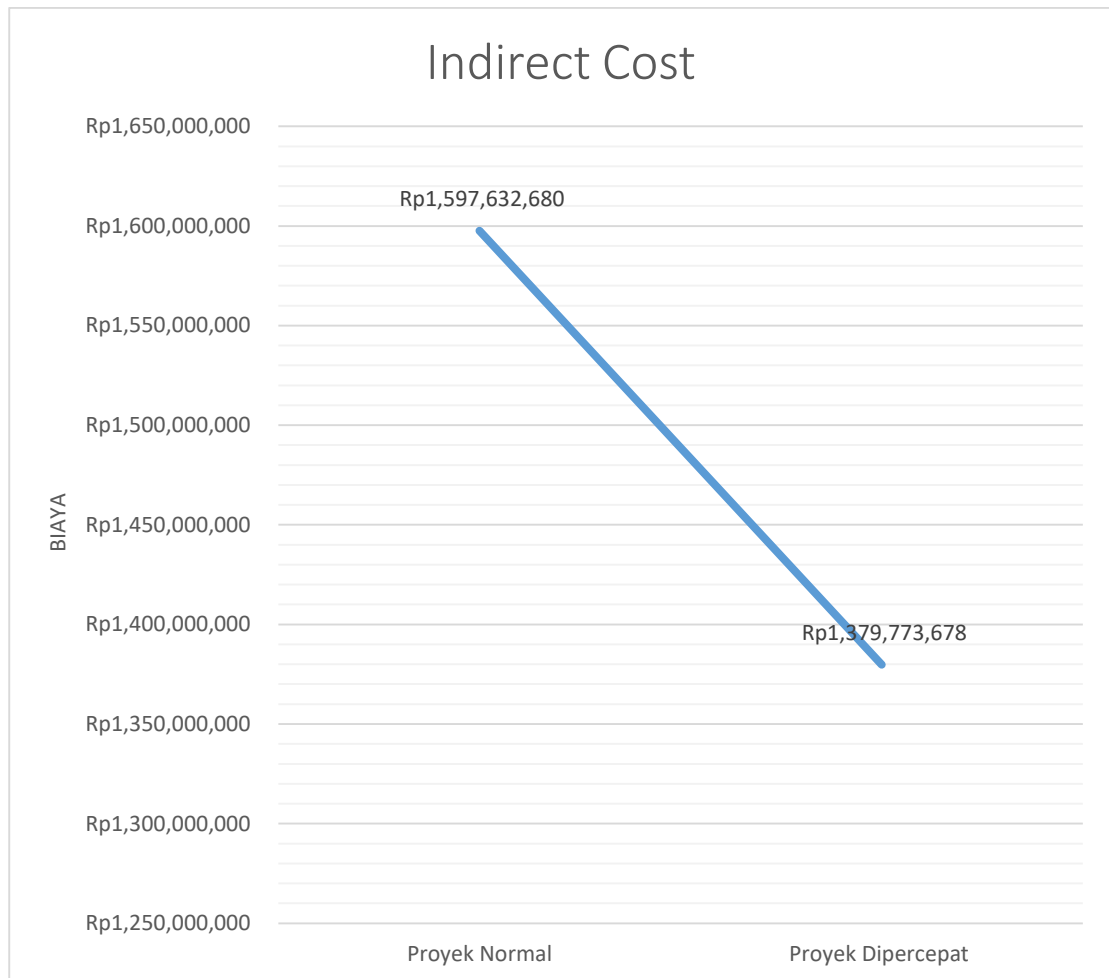 Indirect Cost
Rp1,650,000,000
Rp1,597,632,680
Rp1,600,000,000
Rp1,550,000,000
Rp1,500,000,000
BIAYA
Rp1,450,000,000
Rp1,400,000,000
Rp1,379,773,678
Rp1,350,000,000
Rp1,300,000,000
Rp1,250,000,000
Proyek Normal
Proyek Dipercepat